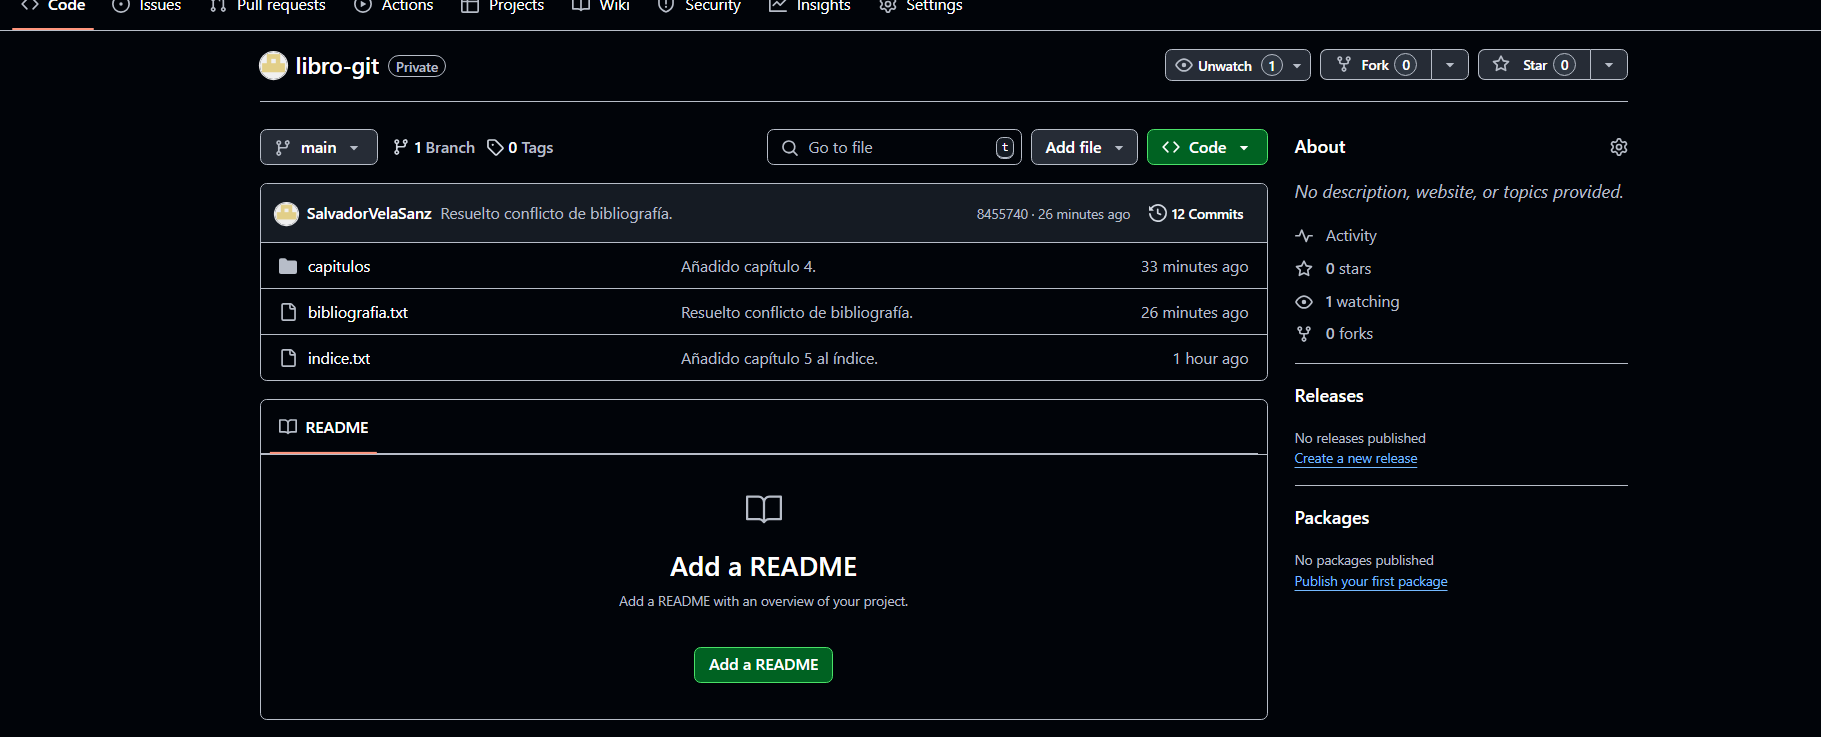 Code Issues Pull requests Actions Projects Wiki Security Insights Settings
libro-git Private Unwatch 1 Fork 0 Star 0
main 1 Branch 0 Tags Go to file t Add file Code
SalvadorVelaSanz Resuelto conflicto de bibliografía. 8455740 · 26 minutes ago 12 Commits
capitulos Añadido capítulo 4. 33 minutes ago
bibliografia.txt Resuelto conflicto de bibliografía. 26 minutes ago
indice.txt Añadido capítulo 5 al índice. 1 hour ago
README
Add a README
Add a README with an overview of your project.
Add a README
About
No description, website, or topics provided.
Activity
0 stars
1 watching
0 forks
Releases
No releases published
Create a new release
Packages
No packages published
Publish your first package